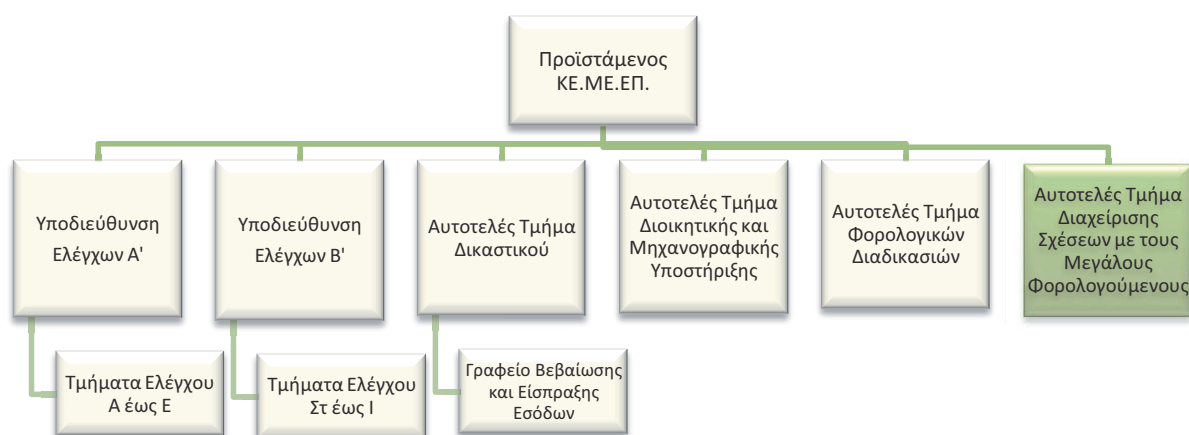 Προϊστάμενος
ΚΕ.ΜΕ.ΕΠ.
Υποδιεύθυνση
Ελέγχων Α'
Υποδιεύθυνση
Ελέγχων Β'
Αυτοτελές Τμήμα
Δικαστικού
Αυτοτελές Τμήμα
Διοικητικής και
Μηχανογραφικής
Υποστήριξης
Αυτοτελές Τμήμα
Φορολογικών
Διαδικασιών
Αυτοτελές Τμήμα
Διαχείρισης
Σχέσεων με τους
Μεγάλους
Φορολογούμενους
Τμήματα Ελέγχου
Α έως Ε
Τμήματα Ελέγχου
Στ έως Ι
Γραφείο Βεβαίωσης
και Είσπραξης
Εσόδων